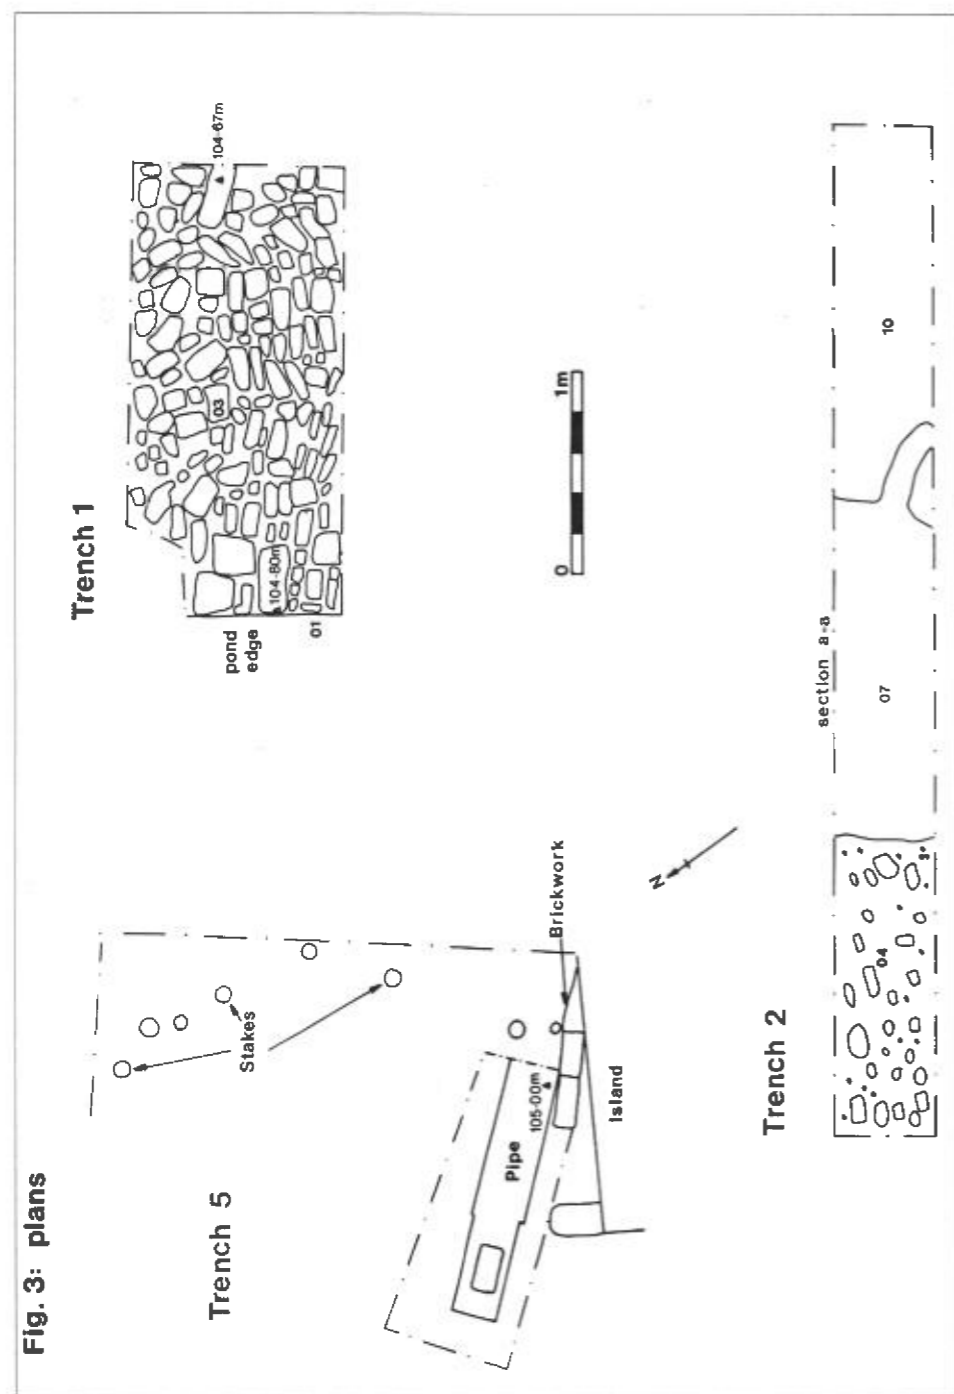 Fig. 3: plans
Trench 5
Stakes
Pipe
105·00m
Brickwork
Island
N
Trench 1
pond
edge
01
104·80m
03
104·67m
0
1m
Trench 2
04
section a-a
07
10